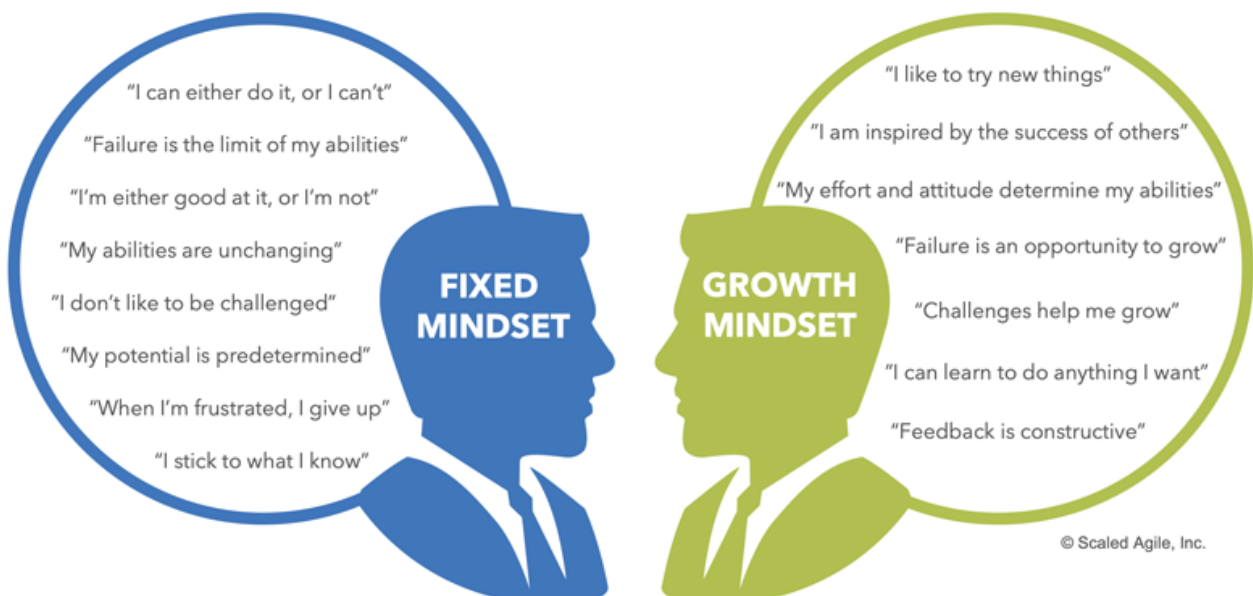 “I can either do it, or I can’t”
“Failure is the limit of my abilities”
“I’m either good at it, or I’m not”
“My abilities are unchanging”
“I don’t like to be challenged”
“My potential is predetermined”
“When I’m frustrated, I give up”
“I stick to what I know”
FIXED
MINDSET
GROWTH
MINDSET
“I like to try new things”
“I am inspired by the success of others”
“My effort and attitude determine my abilities”
“Failure is an opportunity to grow”
“Challenges help me grow”
“I can learn to do anything I want”
“Feedback is constructive”
© Scaled Agile, Inc.